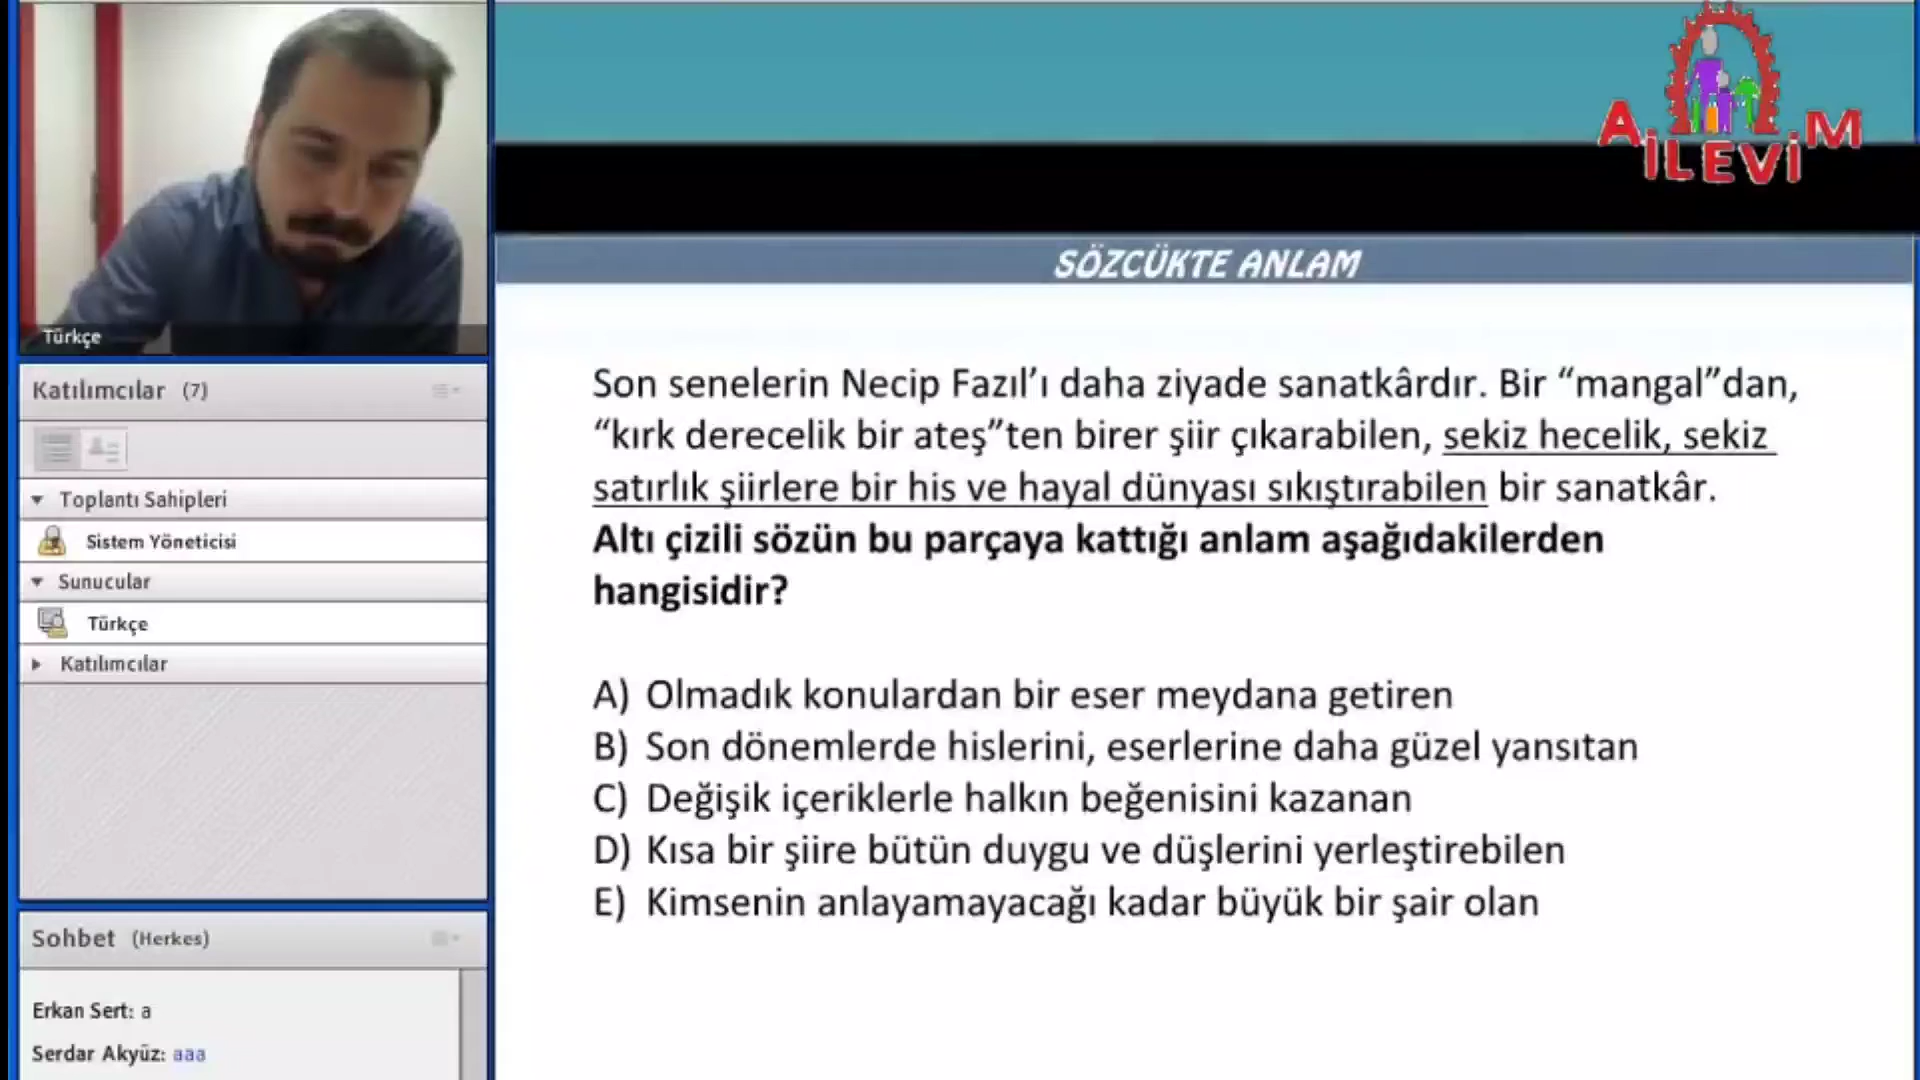 AİLEVİM
SÖZCÜKTE ANLAM
Türkçe
Katılımcılar (7)
Toplantı Sahipleri
Sistem Yöneticisi
Sunucular
Türkçe
Katılımcılar
Sohbet (Herkes)
Erkan Sert: a
Serdar Akyüz: aaa
Son senelerin Necip Fazıl’ı daha ziyade sanatkârdır. Bir “mangal”dan,
“kırk derecelik bir ateş”ten birer şiir çıkarabilen, sekiz hecelik, sekiz
satırlık şiirlere bir his ve hayal dünyası sıkıştırabilen bir sanatkâr.
Altı çizili sözün bu parçaya kattığı anlam aşağıdakilerden
hangisidir?
A) Olmadık konulardan bir eser meydana getiren
B) Son dönemlerde hislerini, eserlerine daha güzel yansıtan
C) Değişik içeriklerle halkın beğenisini kazanan
D) Kısa bir şiire bütün duygu ve düşlerini yerleştirebilen
E) Kimsenin anlayamayacağı kadar büyük bir şair olan